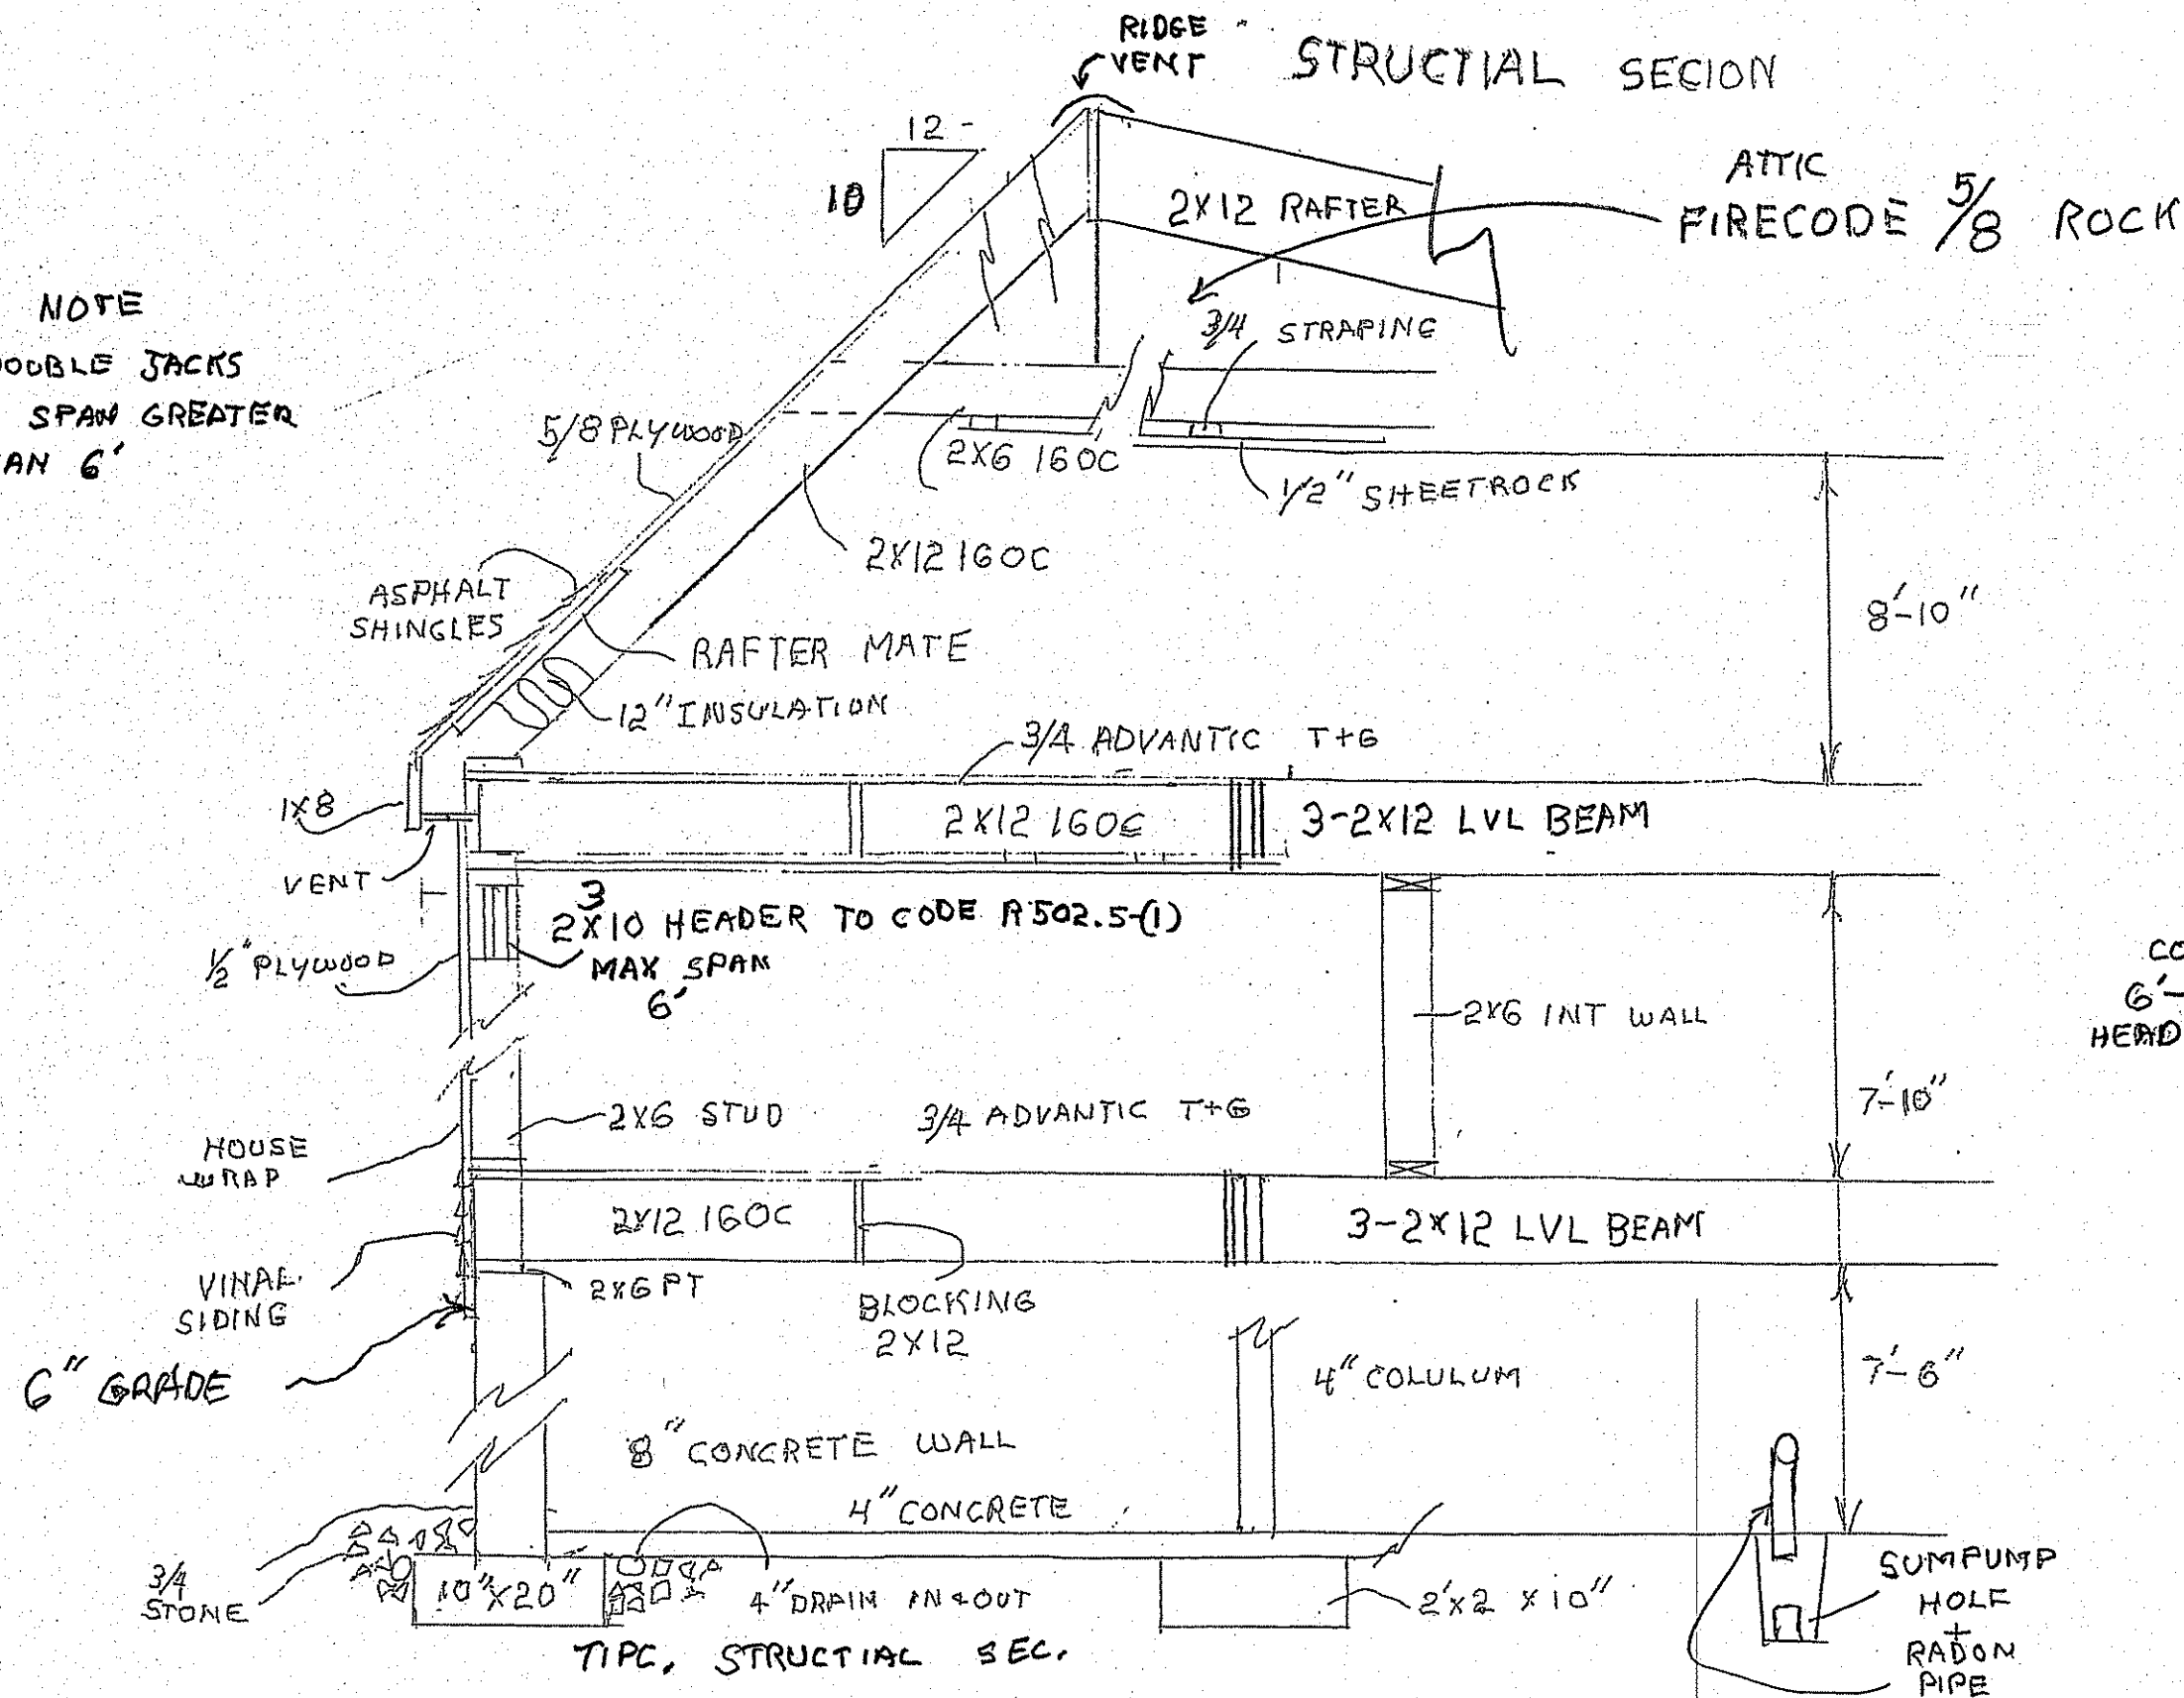 RIDGE
VENT
STRUCTIAL SECION
12
10
2X12 RAFTER
ATTIC
FIRECODE 5/8 ROCK
NOTE
DOUBLE JACKS
SPAN GREATER
AN 6'
3/4 STRAPING
5/8 PLYWOOD
2X6 16OC
1/2" SHEETROCK
2X12 16OC
ASPHALT
SHINGLES
RAFTER MATE
8'-10"
12" INSULATION
3/4 ADVANTIC T+G
1X8
2X12 16OC
3-2X12 LVL BEAM
VENT
3
2X10 HEADER TO CODE R502.5-(1)
MAX SPAN
6'
1/2" PLYWOOD
CO
6'-
HEAD
2X6 INT WALL
7'-10"
2X6 STUD
3/4 ADVANTIC T+G
HOUSE
WRAP
2X12 16OC
3-2X12 LVL BEAM
VINAL
SIDING
2X6 PT
BLOCKING
2X12
6" GRADE
4" COLULUM
7'-6"
8" CONCRETE WALL
4" CONCRETE
3/4
STONE
10"X20"
4" DRAIN IN & OUT
2'X2 X10"
SUMPUMP
HOLE
+
RADON
PIPE
TIPC. STRUCTIAL SEC.